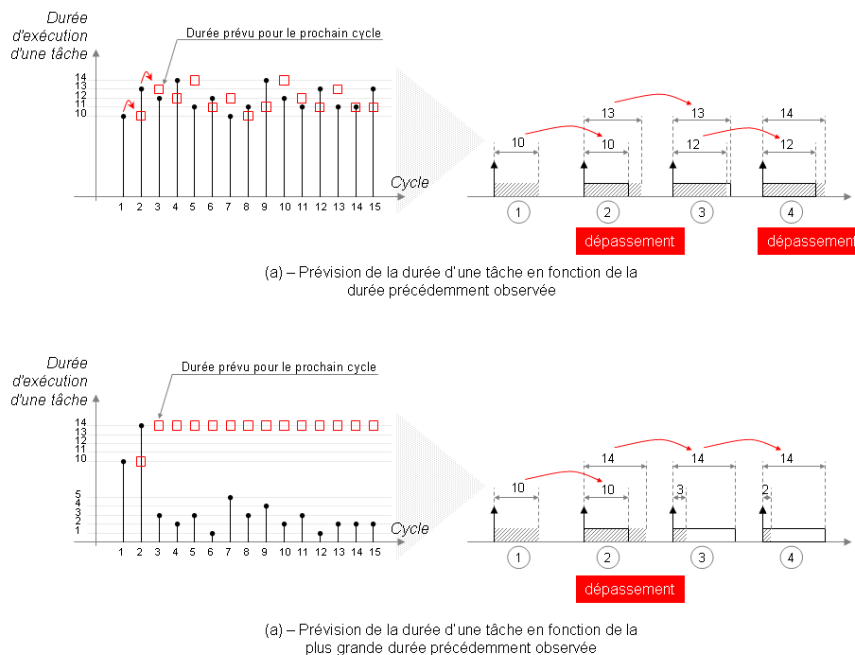 Durée
d'exécution
d'une tâche
Durée prévu pour le prochain cycle
14
13
12
11
10
Cycle
1 2 3 4 5 6 7 8 9 10 11 12 13 14 15
13 13 14
10 10 12 12
1 2 3 4
dépassement dépassement
(a) – Prévision de la durée d'une tâche en fonction de la
durée précédemment observée
Durée
d'exécution
d'une tâche
Durée prévu pour le prochain cycle
14
13
12
11
10
5
4
3
2
1
Cycle
1 2 3 4 5 6 7 8 9 10 11 12 13 14 15
14 14 14
10 10 3 2
1 2 3 4
dépassement
(a) – Prévision de la durée d'une tâche en fonction de la
plus grande durée précédemment observée